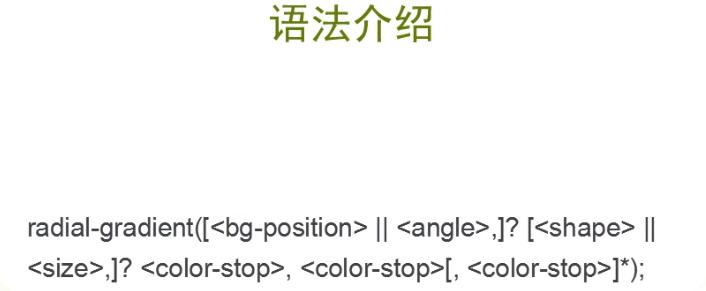 语法介绍
radial-gradient([<bg-position> || <angle>,]? [<shape> ||
<size>,]? <color-stop>, <color-stop>[, <color-stop>]*);